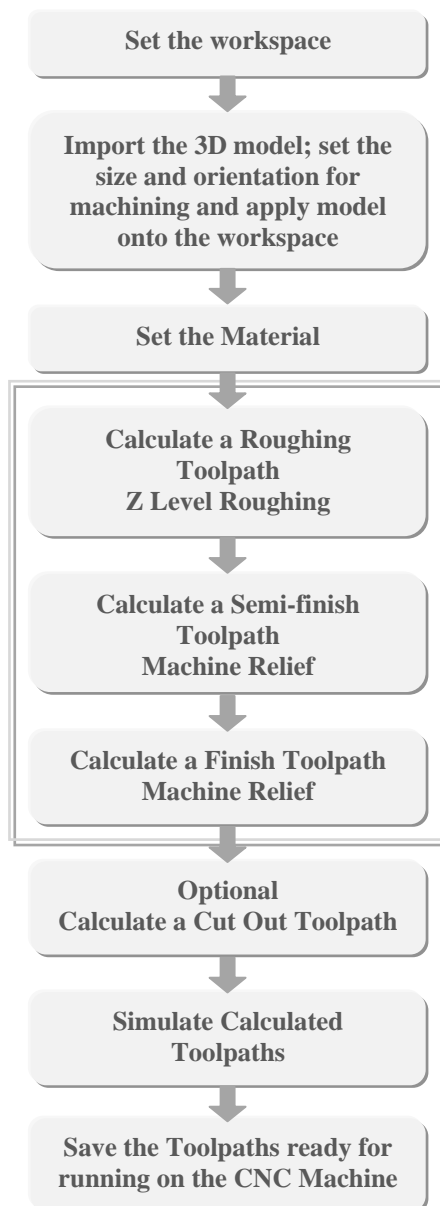 Set the workspace
Import the 3D model; set the
size and orientation for
machining and apply model
onto the workspace
Set the Material
Calculate a Roughing
Toolpath
Z Level Roughing
Calculate a Semi-finish
Toolpath
Machine Relief
Calculate a Finish Toolpath
Machine Relief
Optional
Calculate a Cut Out Toolpath
Simulate Calculated
Toolpaths
Save the Toolpaths ready for
running on the CNC Machine